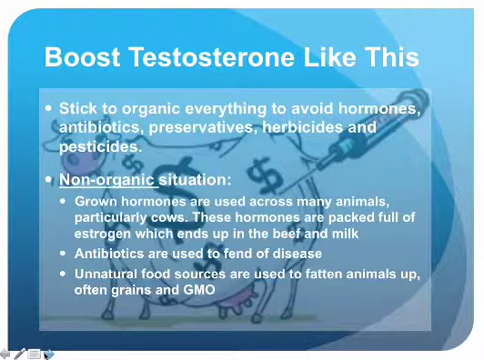 Boost Testosterone Like This
Stick to organic everything to avoid hormones,
antibiotics, preservatives, herbicides and
pesticides.
Non-organic situation:
Grown hormones are used across many animals,
particularly cows. These hormones are packed full of
estrogen which ends up in the beef and milk
Antibiotics are used to fend of disease
Unnatural food sources are used to fatten animals up,
often grains and GMO